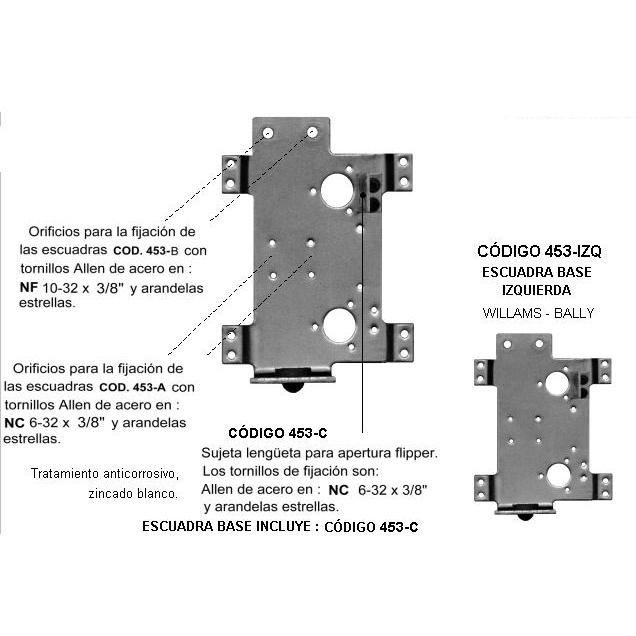 Orificios para la fijación de
las escuadras COD. 453-B con
tornillos Allen de acero en :
NF 10-32 x 3/8" y arandelas
estrellas.
Orificios para la fijación de
las escuadras COD. 453-A con
tornillos Allen de acero en :
NC 6-32 x 3/8" y arandelas
estrellas.
Tratamiento anticorrosivo,
zincado blanco.
CÓDIGO 453-C
Sujeta lengüeta para apertura flipper.
Los tornillos de fijación son:
Allen de acero en : NC 6-32 x 3/8"
y arandelas estrellas.
ESCUADRA BASE INCLUYE : CÓDIGO 453-C
CÓDIGO 453-IZQ
ESCUADRA BASE
IZQUIERDA
WILLAMS - BALLY